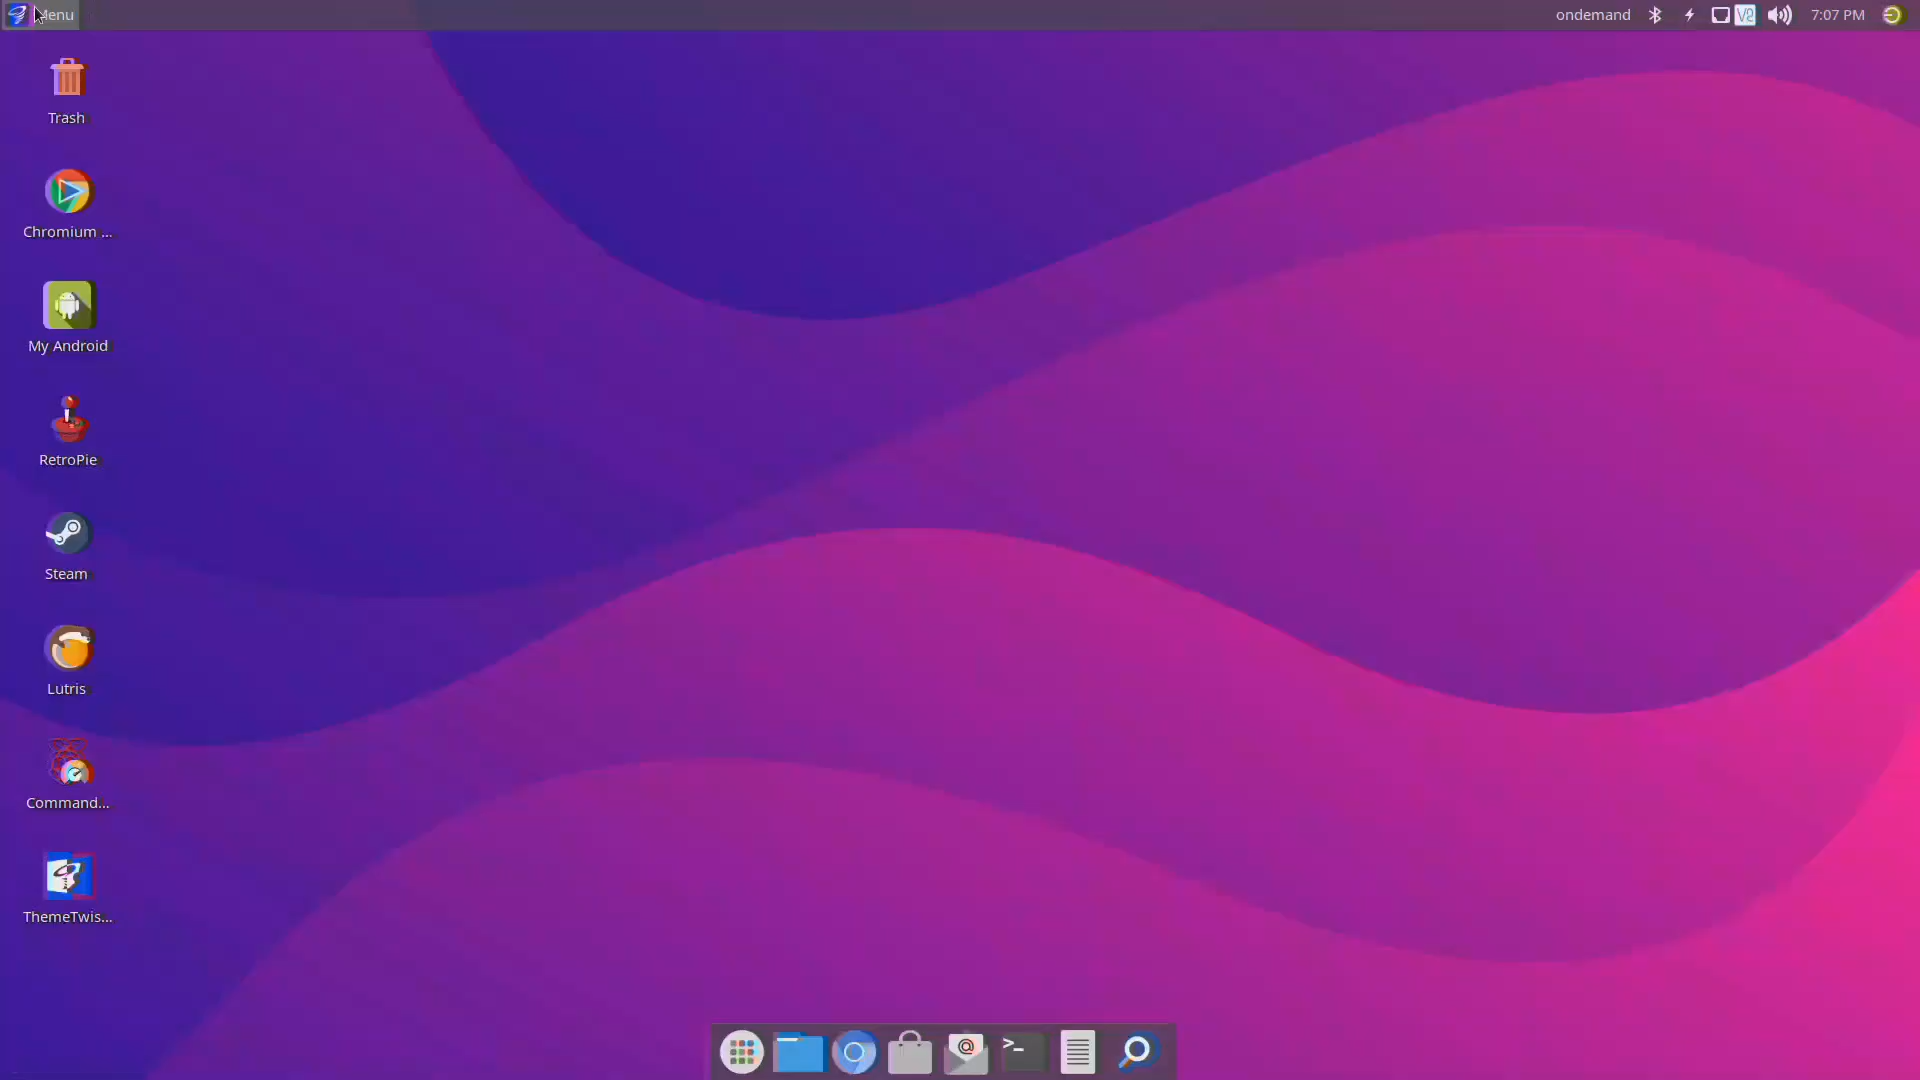 Menu
ondemand
7:07 PM
Trash
Chromium ...
My Android
RetroPie
Steam
Lutris
Command...
ThemeTwis...
>_
@